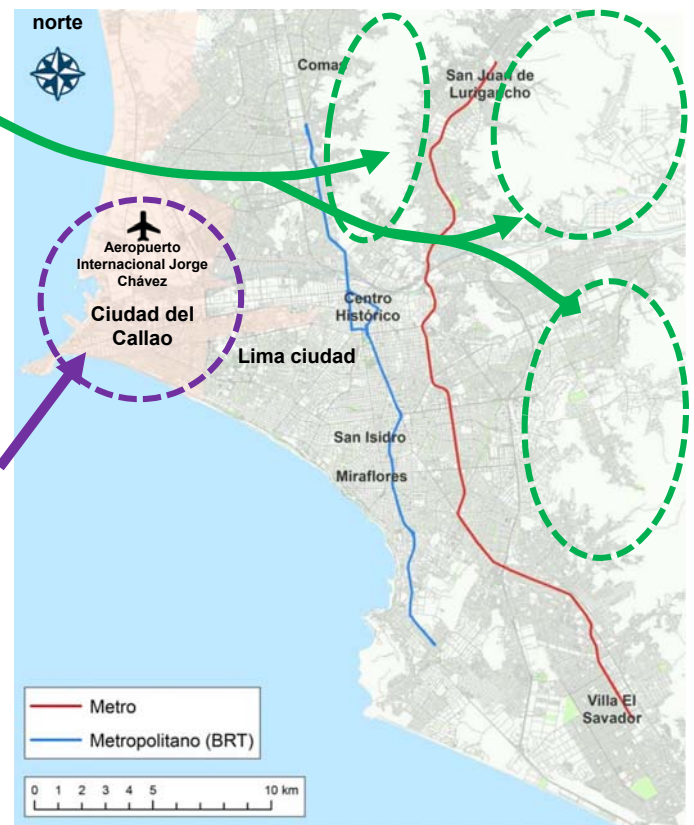 norte
Comas
San Juan de
Lurigancho
Aeropuerto
Internacional Jorge
Chávez
Ciudad del
Callao
Centro
Histórico
Lima ciudad
San Isidro
Miraflores
Villa El
Savador
Metro
Metropolitano (BRT)
0 1 2 3 4 5 10 km